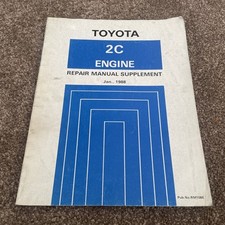 TOYOTA
2C
ENGINE
REPAIR MANUAL SUPPLEMENT
Jan., 1988